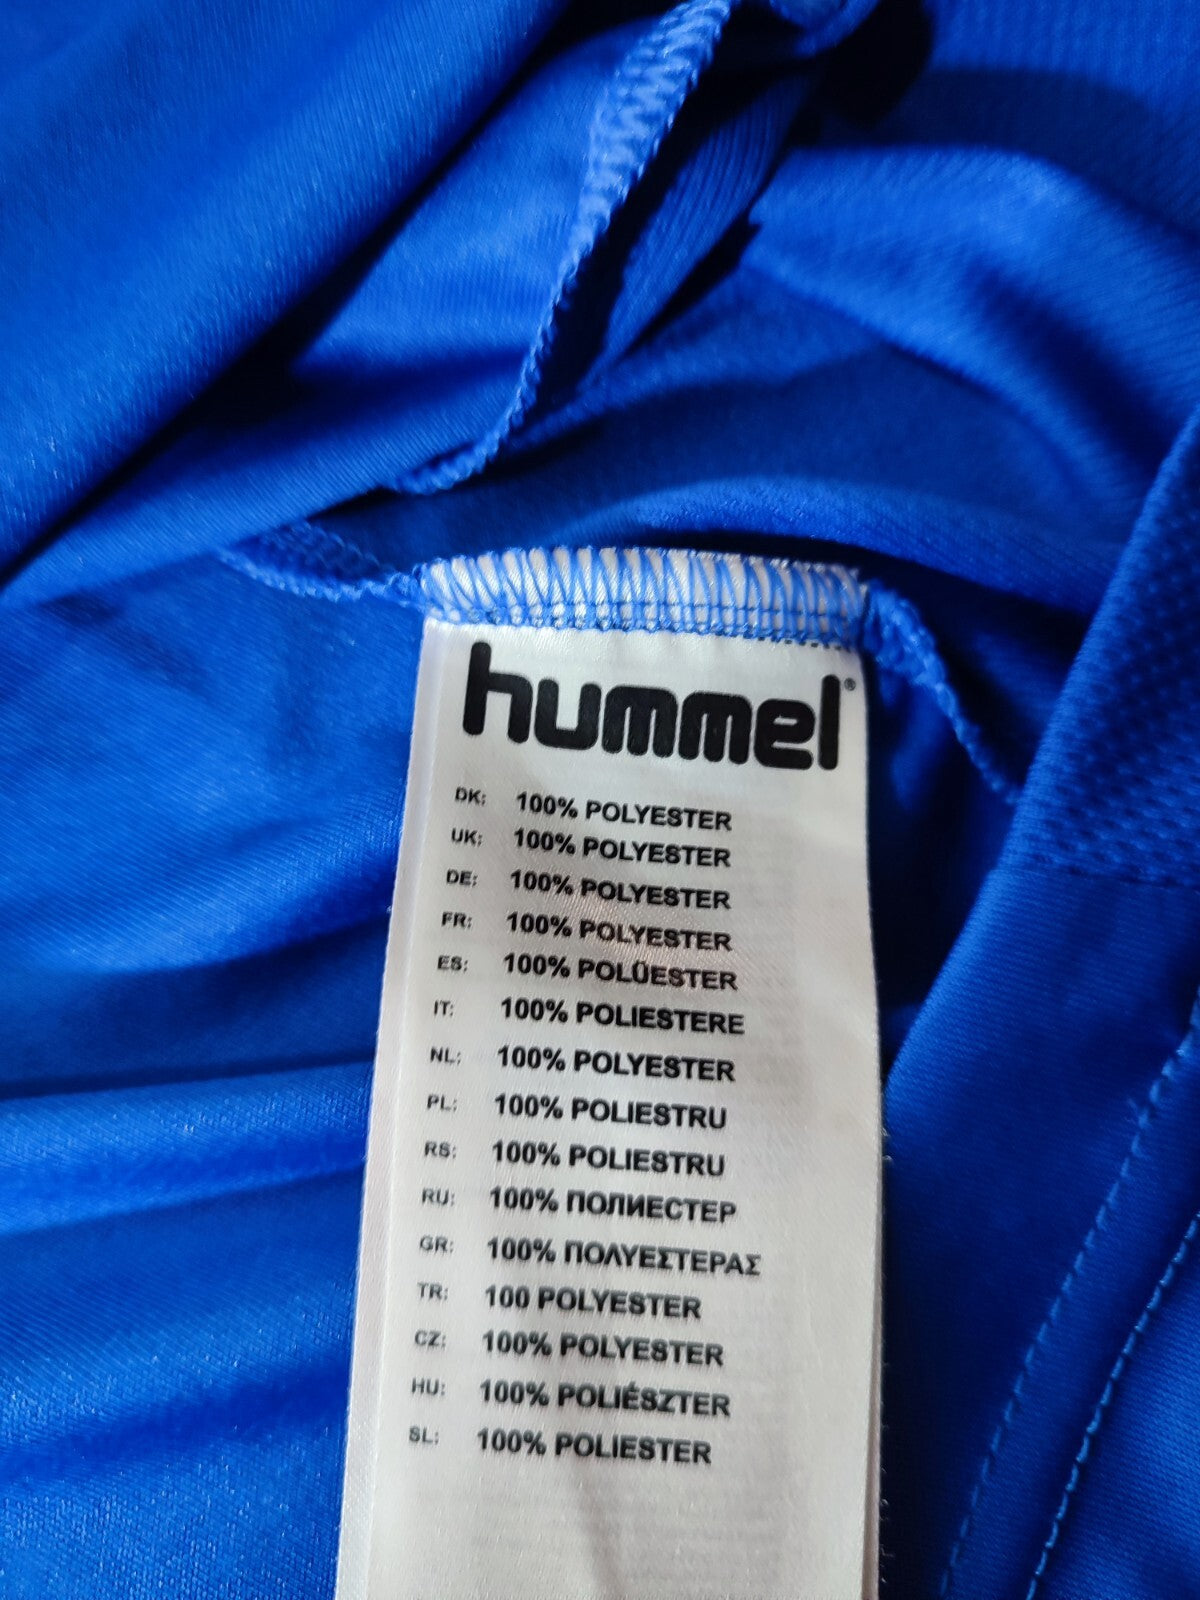 hummel®
DK: 100% POLYESTER
UK: 100% POLYESTER
DE: 100% POLYESTER
FR: 100% POLYESTER
ES: 100% POLÛESTER
IT: 100% POLIESTERE
NL: 100% POLYESTER
PL: 100% POLIESTRU
RS: 100% POLIESTRU
RU: 100% ПОЛИЕСТЕР
GR: 100% ΠΟΛΥΕΣΤΕΡΑΣ
TR: 100 POLYESTER
CZ: 100% POLYESTER
HU: 100% POLIÉSZTER
SL: 100% POLIESTER